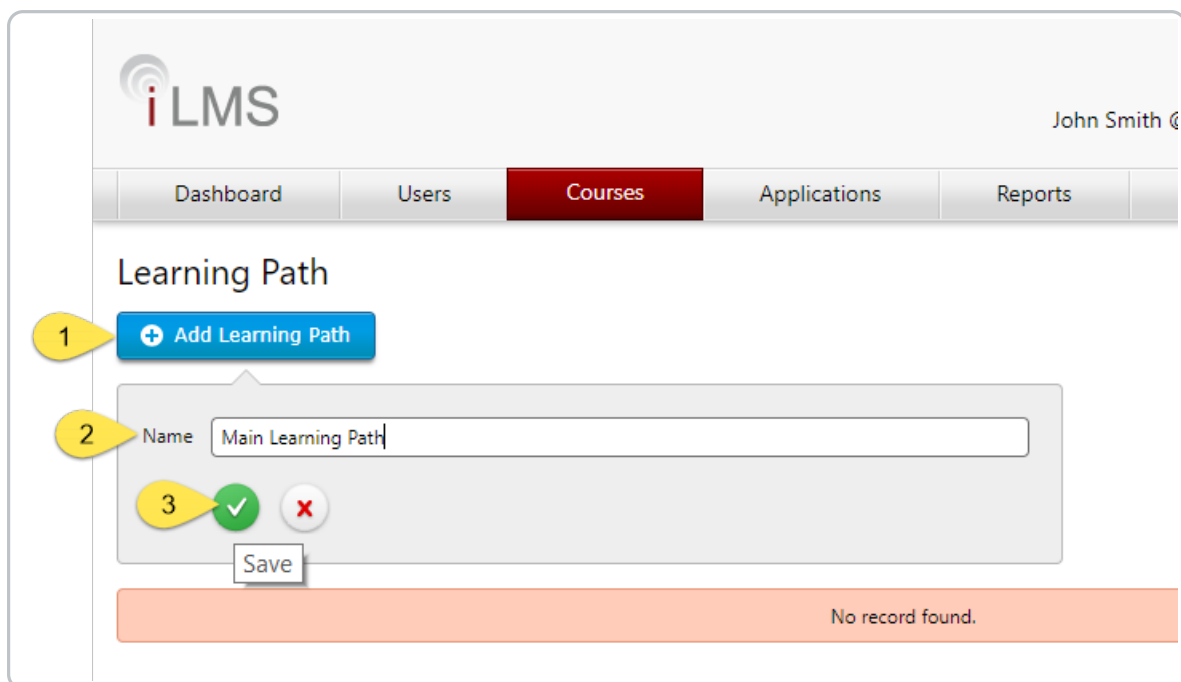 iLMS
John Smith @
Dashboard Users Courses Applications Reports
Learning Path
1 Add Learning Path
2 Name Main Learning Path
3
Save
No record found.